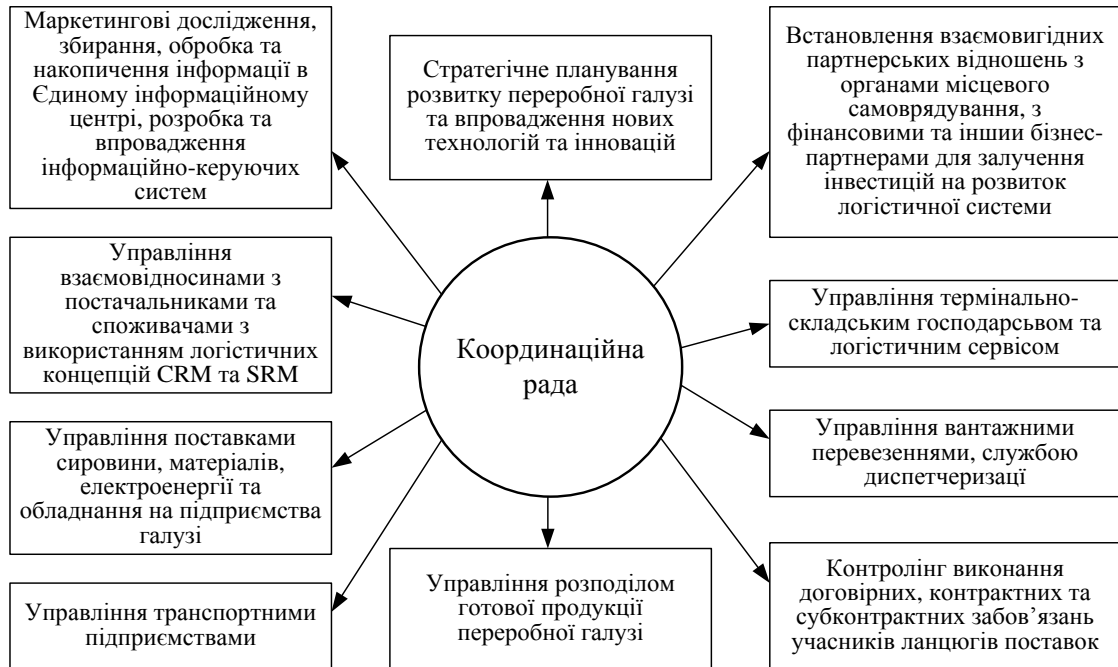 Маркетингові дослідження,
збирання, обробка та
накопичення інформації в
Єдиному інформаційному
центрі, розробка та
впровадження
інформаційно-керуючих
систем
Стратегічне планування
розвитку переробної галузі
та впровадження нових
технологій та інновацій
Встановлення взаємовигідних
партнерських відношень з
органами місцевого
самоврядування, з
фінансовими та іншии бізнес-
партнерами для залучення
інвестицій на розвиток
логістичної системи
Управління
взаємовідносинами з
постачальниками та
споживачами з
використанням логістичних
концепцій CRM та SRM
Координаційна
рада
Управління термінально-
складським господарсьвом та
логістичним сервісом
Управління поставками
сировини, матеріалів,
електроенергії та
обладнання на підприємства
галузі
Управління вантажними
перевезеннями, службою
диспетчеризації
Управління транспортними
підприємствами
Управління розподілом
готової продукції
переробної галузі
Контролінг виконання
договірних, контрактних та
субконтрактних забов’язань
учасників ланцюгів поставок